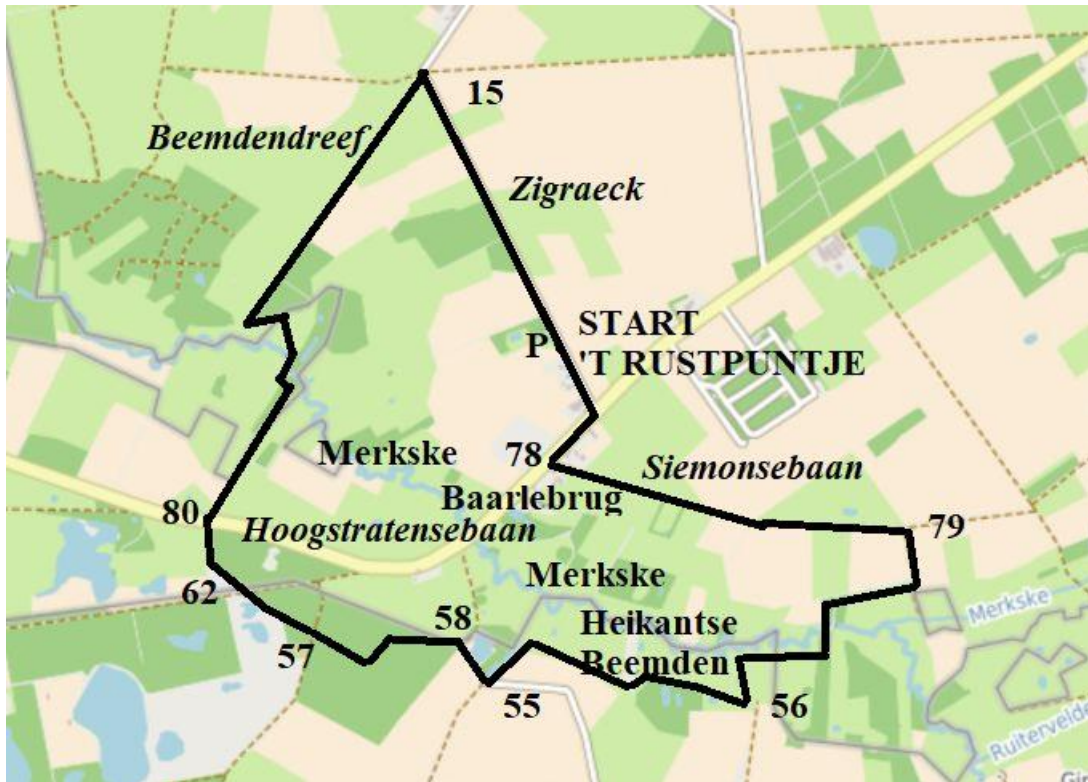 15
Beemdendreef
Zigraeck
START
P
'T RUSTPUNTJE
Merkske
78
Siemonsebaan
Baarlebrug
80
Hoogstratensebaan
79
Merkske
62
Merkske
58
Heikantse
57
Beemden
55
56
Ruitervelde